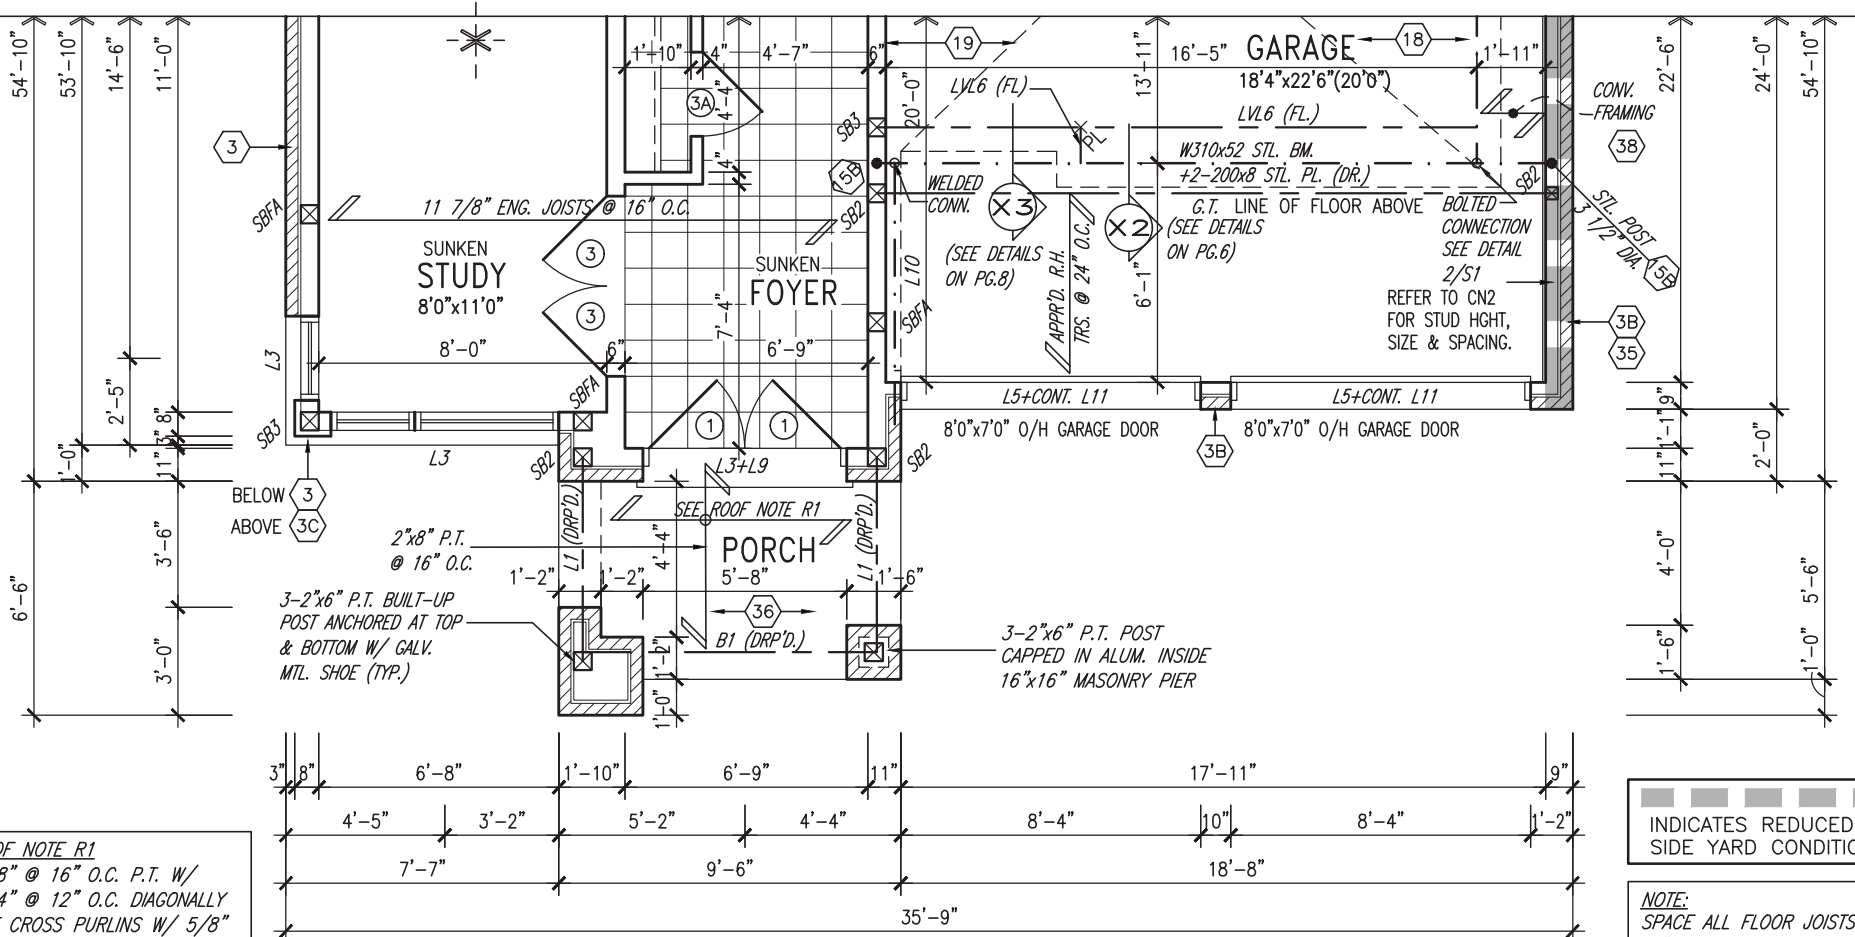 54'-10"
53'-10"
14'-6"
11'-0"
1'-10"
4"
4'-7"
6"
19
GARAGE
18'4"x22'6"(20'0")
18
16'-5"
1'-11"
13'-11"
20'-0"
22'-6"
24'-0"
54'-10"
3A
4'-4"
4"
LVL6 (FL)
LVL6 (FL.)
PL
CONV.
FRAMING
38
3
SB3
15B
SB2
W310x52 STL. BM.
+2-200x8 STL. PL. (DR.)
WELDED
CONN.
SB2
SBFA
11 7/8" ENG. JOISTS @ 16" O.C.
X3
X2
G.T. LINE OF FLOOR ABOVE
(SEE DETAILS
ON PG.8)
(SEE DETAILS
ON PG.6)
BOLTED
CONNECTION
SEE DETAIL
2/S1
REFER TO CN2
FOR STUD HGHT,
SIZE & SPACING.
STL. POST
3 1/2" DIA.
15B
SUNKEN
STUDY
8'0"x11'0"
3
3
SUNKEN
FOYER
7'-4"
L10
SBFA
APPR'D. R.H.
TRS. @ 24" O.C.
6'-1"
3B
35
L3
8'-0"
6"
6'-9"
2'-5"
SBFA
1
1
L5+CONT. L11
L5+CONT. L11
8'0"x7'0" O/H GARAGE DOOR
8'0"x7'0" O/H GARAGE DOOR
3B
8"
3"
11"
1'-0"
SB3
L3
SB2
L3+L9
SB2
9"
1'-1"
11"
2'-0"
BELOW
3
ABOVE
3C
SEE ROOF NOTE R1
L1 (DRP'D.)
L1 (DRP'D.)
2"x8" P.T.
@ 16" O.C.
PORCH
4'-4"
3'-6"
6'-6"
3'-0"
4'-0"
5'-6"
1'-6"
1'-0"
1'-2"
1'-2"
5'-8"
1'-6"
36
B1 (DRP'D.)
1'-2"
1'-0"
3-2"x6" P.T. BUILT-UP
POST ANCHORED AT TOP
& BOTTOM W/ GALV.
MTL. SHOE (TYP.)
3-2"x6" P.T. POST
CAPPED IN ALUM. INSIDE
16"x16" MASONRY PIER
3"
8"
6'-8"
1'-10"
6'-9"
11"
17'-11"
9"
4'-5"
3'-2"
5'-2"
4'-4"
8'-4"
10"
8'-4"
1'-2"
7'-7"
9'-6"
18'-8"
35'-9"
OF NOTE R1
8" @ 16" O.C. P.T. W/
4" @ 12" O.C. DIAGONALLY
CROSS PURLINS W/ 5/8"
INDICATES REDUCED
SIDE YARD CONDITIO
NOTE:
SPACE ALL FLOOR JOISTS